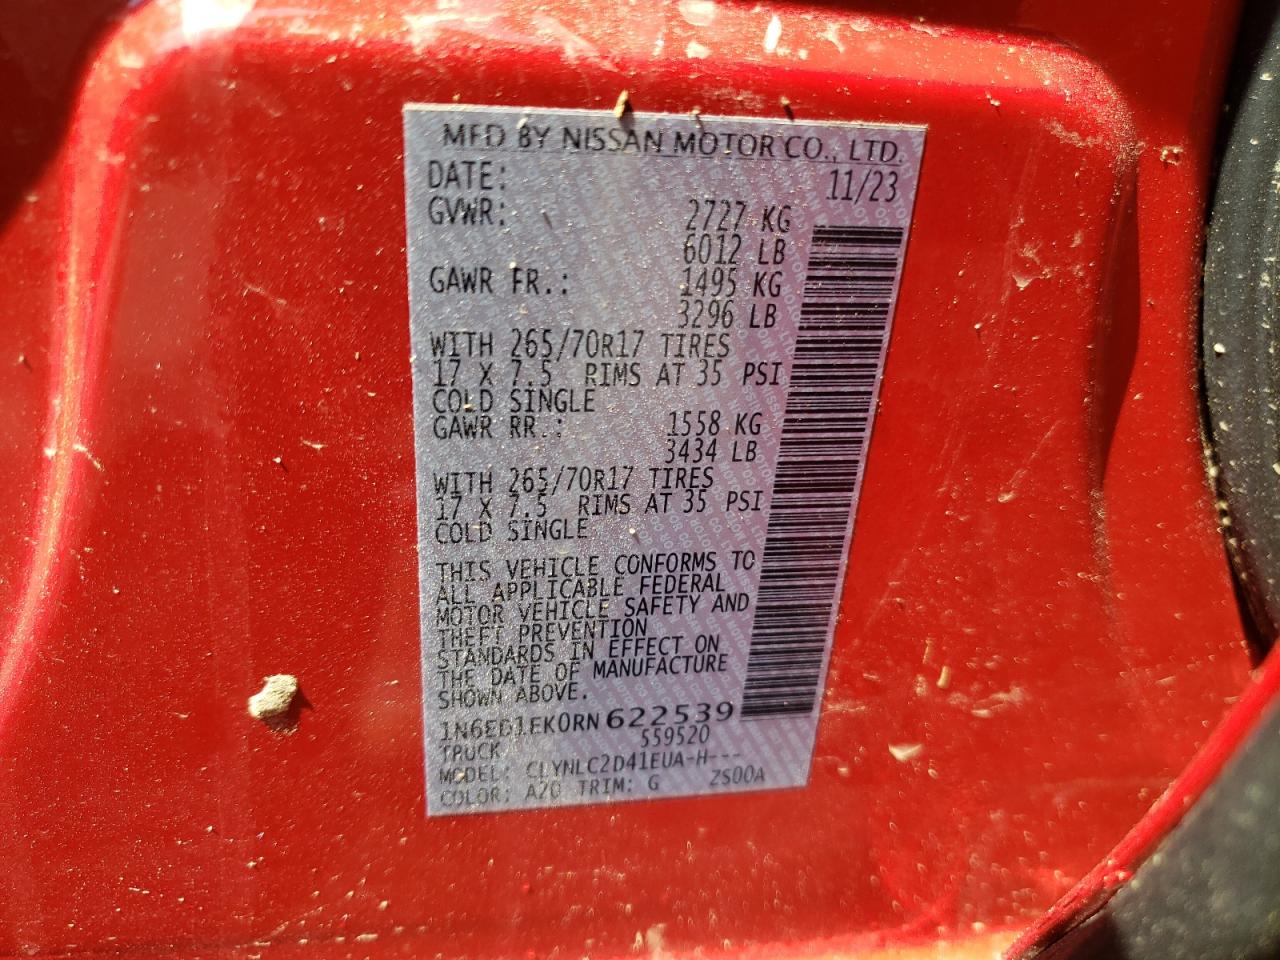 MFD BY NISSAN MOTOR CO., LTD.
DATE: 11/23
GVWR: 2727 KG
6012 LB
GAWR FR.: 1495 KG
3296 LB
WITH 265/70R17 TIRES
17 X 7.5 RIMS AT 35 PSI
COLD SINGLE
GAWR RR.: 1558 KG
3434 LB
WITH 265/70R17 TIRES
17 X 7.5 RIMS AT 35 PSI
COLD SINGLE
THIS VEHICLE CONFORMS TO
ALL APPLICABLE FEDERAL
MOTOR VEHICLE SAFETY AND
THEFT PREVENTION
STANDARDS IN EFFECT ON
THE DATE OF MANUFACTURE
SHOWN ABOVE.
1N6ED1EK0RN622539
TRUCK 559520
MODEL: CLYNLC2D41EUA-H---
COLOR: A20 TRIM: G ZS00A